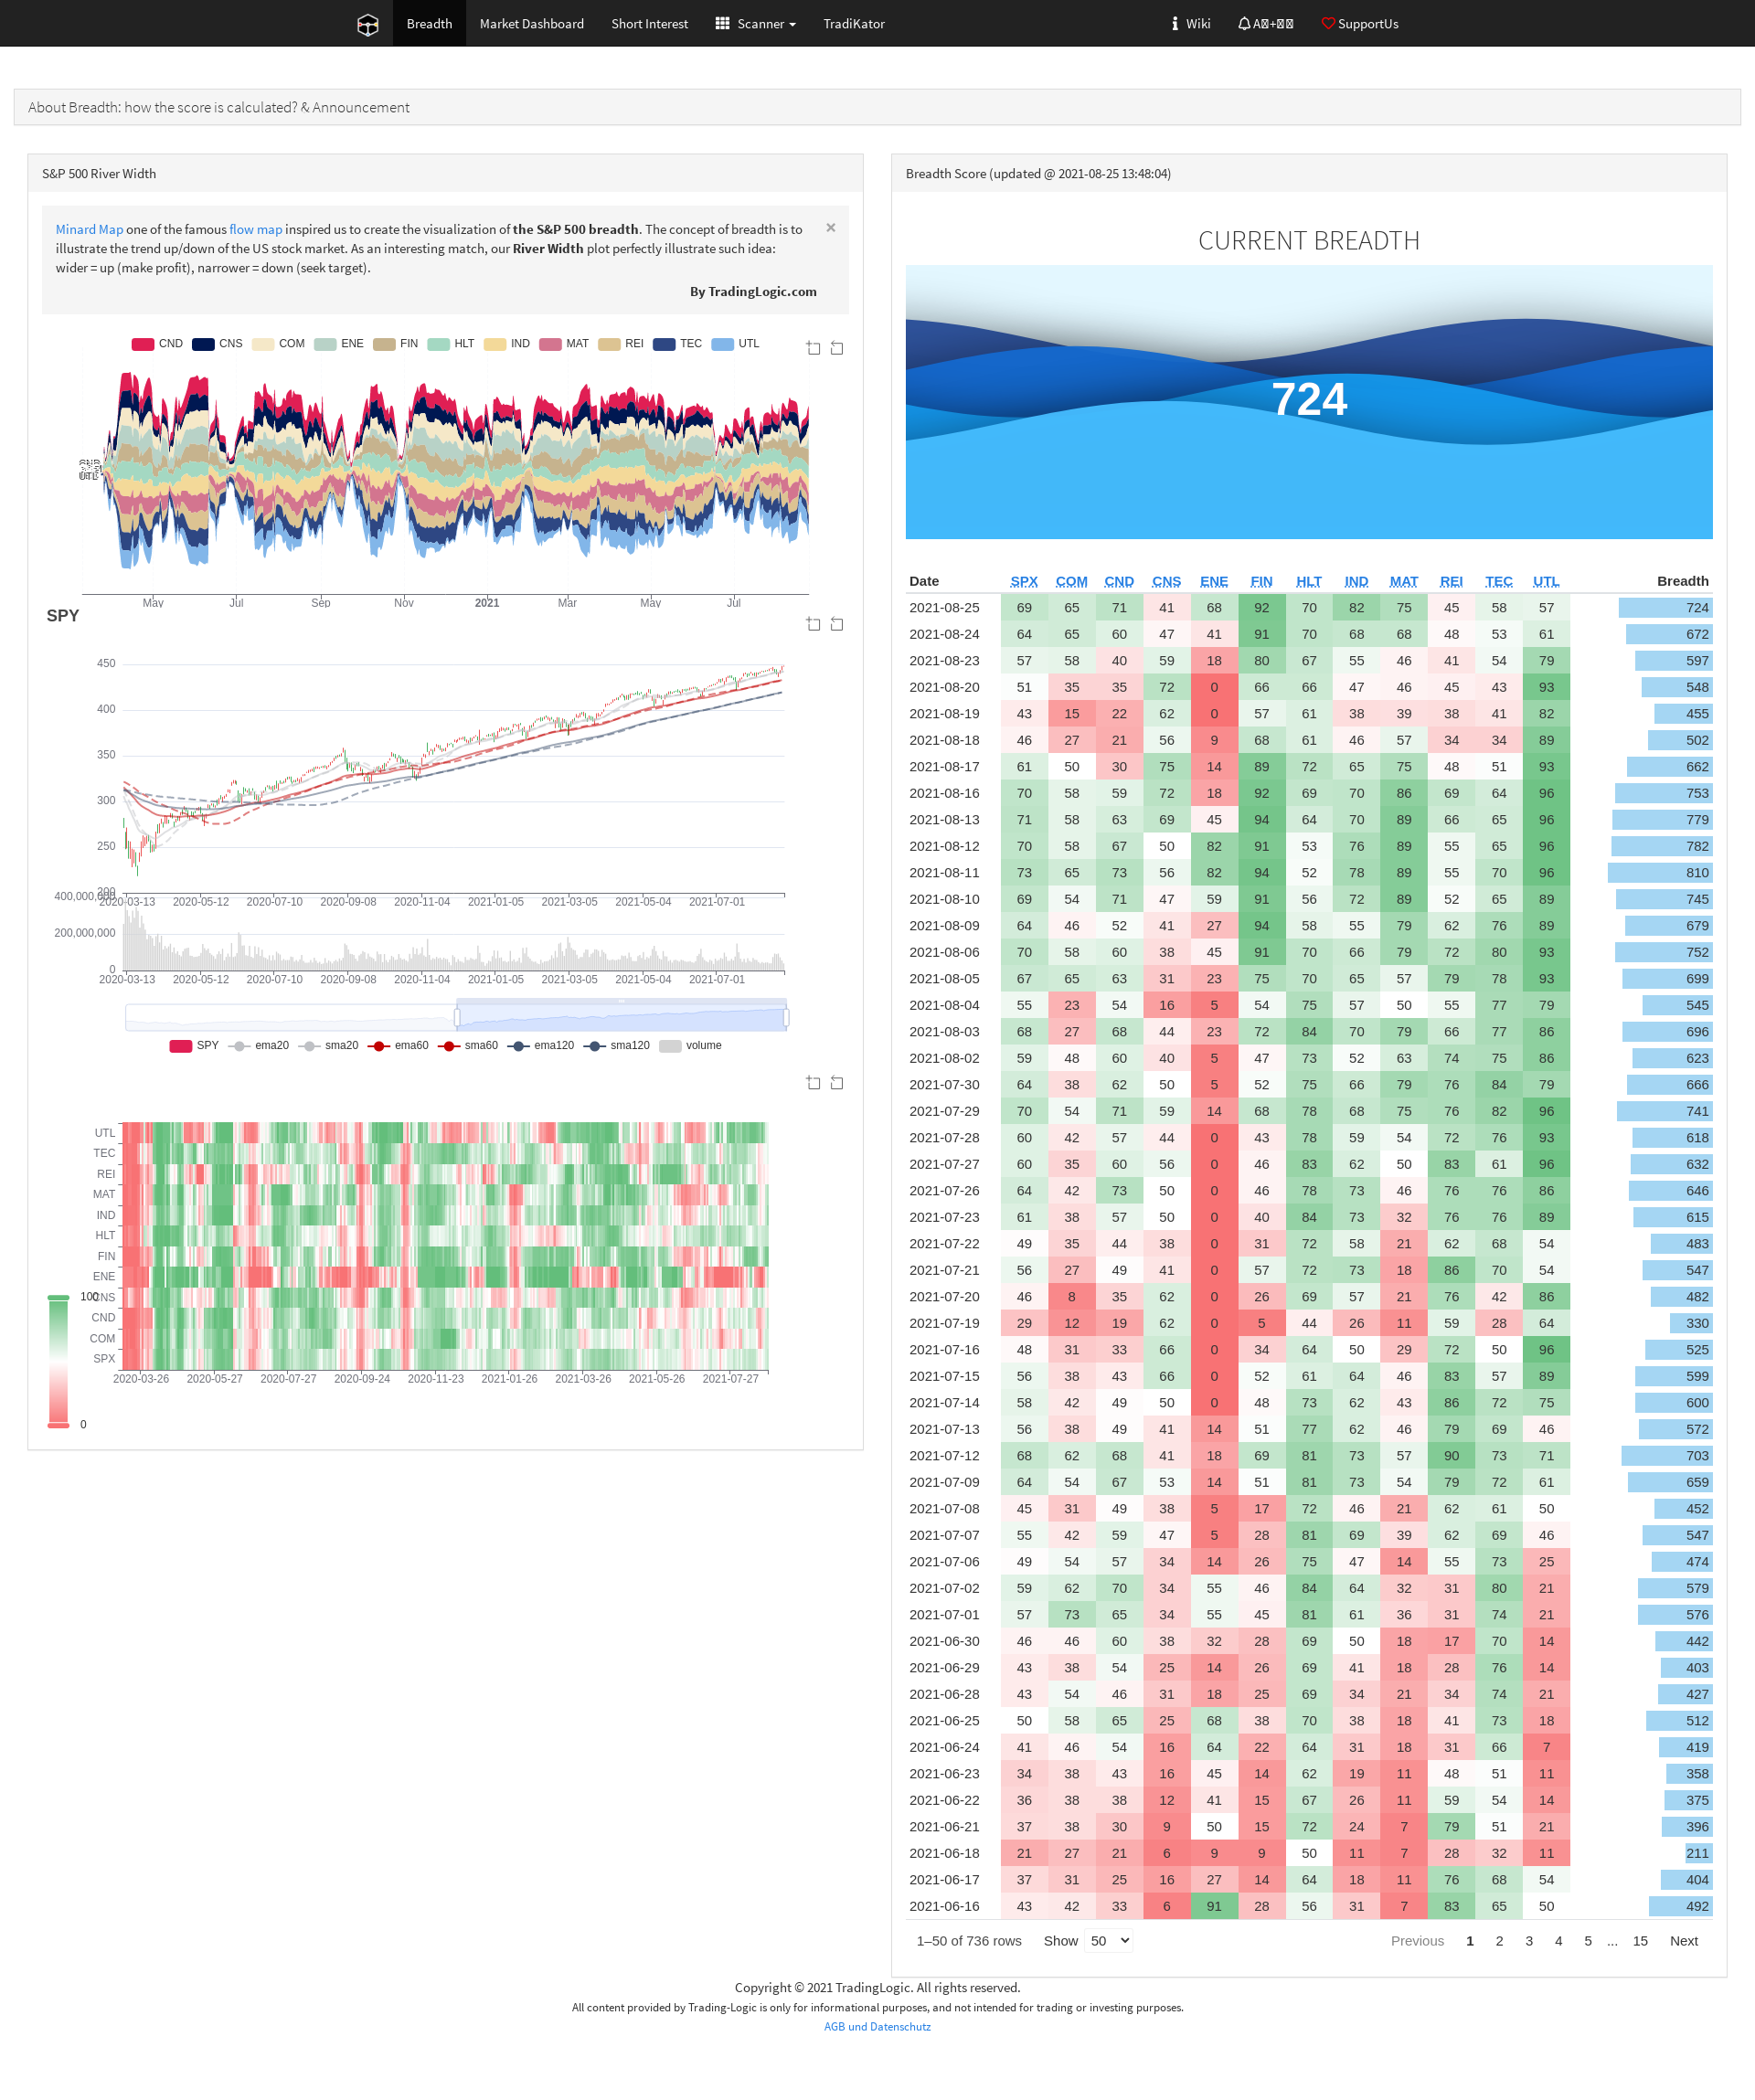 Breadth Market Dashboard Short Interest Scanner TradiKator Wiki SupportUs
About Breadth: how the score is calculated? & Announcement
S&P 500 River Width
Minard Map one of the famous flow map inspired us to create the visualization of the S&P 500 breadth. The concept of breadth is to
illustrate the trend up/down of the US stock market. As an interesting match, our River Width plot perfectly illustrate such idea:
wider = up (make profit), narrower = down (seek target).
×
By TradingLogic.com
CND CNS COM ENE FIN HLT IND MAT REI TEC UTL
UTL
May Jul Sep Nov 2021 Mar May Jul
SPY
450
400
350
300
250
200
2020-03-13 2020-05-12 2020-07-10 2020-09-08 2020-11-04 2021-01-05 2021-03-05 2021-05-04 2021-07-01
400,000,000
200,000,000
0
2020-03-13 2020-05-12 2020-07-10 2020-09-08 2020-11-04 2021-01-05 2021-03-05 2021-05-04 2021-07-01
SPY ema20 sma20 ema60 sma60 ema120 sma120 volume
UTL
TEC
REI
MAT
IND
HLT
FIN
ENE
CNS
CND
COM
SPX
2020-03-26 2020-05-27 2020-07-27 2020-09-24 2020-11-23 2021-01-26 2021-03-26 2021-05-26 2021-07-27
100
0
Breadth Score (updated @ 2021-08-25 13:48:04)
CURRENT BREADTH
724
Date SPX COM CND CNS ENE FIN HLT IND MAT REI TEC UTL Breadth
2021-08-25 69 65 71 41 68 92 70 82 75 45 58 57 724
2021-08-24 64 65 60 47 41 91 70 68 68 48 53 61 672
2021-08-23 57 58 40 59 18 80 67 55 46 41 54 79 597
2021-08-20 51 35 35 72 0 66 66 47 46 45 43 93 548
2021-08-19 43 15 22 62 0 57 61 38 39 38 41 82 455
2021-08-18 46 27 21 56 9 68 61 46 57 34 34 89 502
2021-08-17 61 50 30 75 14 89 72 65 75 48 51 93 662
2021-08-16 70 58 59 72 18 92 69 70 86 69 64 96 753
2021-08-13 71 58 63 69 45 94 64 70 89 66 65 96 779
2021-08-12 70 58 67 50 82 91 53 76 89 55 65 96 782
2021-08-11 73 65 73 56 82 94 52 78 89 55 70 96 810
2021-08-10 69 54 71 47 59 91 56 72 89 52 65 89 745
2021-08-09 64 46 52 41 27 94 58 55 79 62 76 89 679
2021-08-06 70 58 60 38 45 91 70 66 79 72 80 93 752
2021-08-05 67 65 63 31 23 75 70 65 57 79 78 93 699
2021-08-04 55 23 54 16 5 54 75 57 50 55 77 79 545
2021-08-03 68 27 68 44 23 72 84 70 79 66 77 86 696
2021-08-02 59 48 60 40 5 47 73 52 63 74 75 86 623
2021-07-30 64 38 62 50 5 52 75 66 79 76 84 79 666
2021-07-29 70 54 71 59 14 68 78 68 75 76 82 96 741
2021-07-28 60 42 57 44 0 43 78 59 54 72 76 93 618
2021-07-27 60 35 60 56 0 46 83 62 50 83 61 96 632
2021-07-26 64 42 73 50 0 46 78 73 46 76 76 86 646
2021-07-23 61 38 57 50 0 40 84 73 32 76 76 89 615
2021-07-22 49 35 44 38 0 31 72 58 21 62 68 54 483
2021-07-21 56 27 49 41 0 57 72 73 18 86 70 54 547
2021-07-20 46 8 35 62 0 26 69 57 21 76 42 86 482
2021-07-19 29 12 19 62 0 5 44 26 11 59 28 64 330
2021-07-16 48 31 33 66 0 34 64 50 29 72 50 96 525
2021-07-15 56 38 43 66 0 52 61 64 46 83 57 89 599
2021-07-14 58 42 49 50 0 48 73 62 43 86 72 75 600
2021-07-13 56 38 49 41 14 51 77 62 46 79 69 46 572
2021-07-12 68 62 68 41 18 69 81 73 57 90 73 71 703
2021-07-09 64 54 67 53 14 51 81 73 54 79 72 61 659
2021-07-08 45 31 49 38 5 17 72 46 21 62 61 50 452
2021-07-07 55 42 59 47 5 28 81 69 39 62 69 46 547
2021-07-06 49 54 57 34 14 26 75 47 14 55 73 25 474
2021-07-02 59 62 70 34 55 46 84 64 32 31 80 21 579
2021-07-01 57 73 65 34 55 45 81 61 36 31 74 21 576
2021-06-30 46 46 60 38 32 28 69 50 18 17 70 14 442
2021-06-29 43 38 54 25 14 26 69 41 18 28 76 14 403
2021-06-28 43 54 46 31 18 25 69 34 21 34 74 21 427
2021-06-25 50 58 65 25 68 38 70 38 18 41 73 18 512
2021-06-24 41 46 54 16 64 22 64 31 18 31 66 7 419
2021-06-23 34 38 43 16 45 14 62 19 11 48 51 11 358
2021-06-22 36 38 38 12 41 15 67 26 11 59 54 14 375
2021-06-21 37 38 30 9 50 15 72 24 7 79 51 21 396
2021-06-18 21 27 21 6 9 9 50 11 7 28 32 11 211
2021-06-17 37 31 25 16 27 14 64 18 11 76 68 54 404
2021-06-16 43 42 33 6 91 28 56 31 7 83 65 50 492
1–50 of 736 rows Show 50 Previous 1 2 3 4 5 ... 15 Next
Copyright © 2021 TradingLogic. All rights reserved.
All content provided by Trading-Logic is only for informational purposes, and not intended for trading or investing purposes.
AGB und Datenschutz